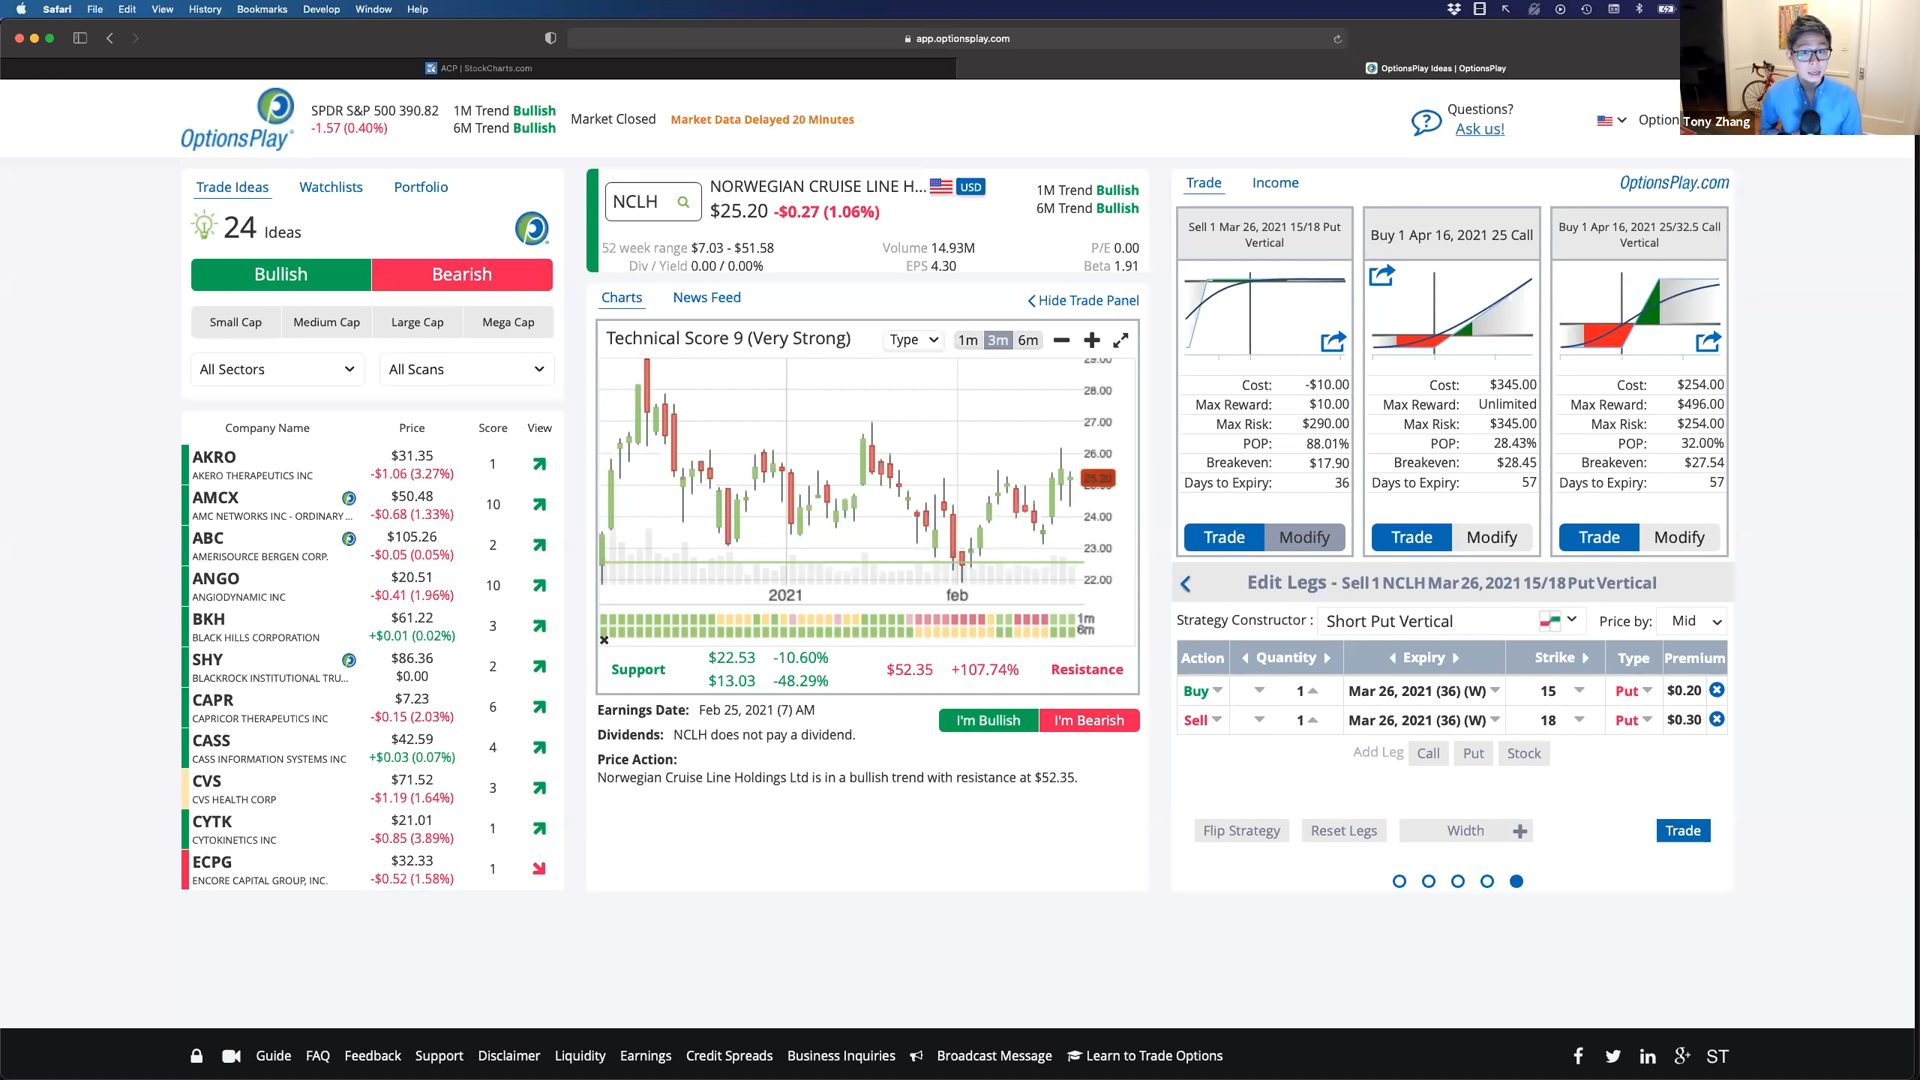 Safari File Edit View History Bookmarks Develop Window Help
app.optionsplay.com
ACP | StockCharts.com
OptionsPlay Ideas | OptionsPlay
Tony Zhang
OptionsPlay
SPDR S&P 500 390.82
-1.57 (0.40%)
1M Trend Bullish
6M Trend Bullish
Market Closed
Market Data Delayed 20 Minutes
Questions?
Ask us!
Option
Trade Ideas Watchlists Portfolio
24 Ideas
Bullish Bearish
Small Cap Medium Cap Large Cap Mega Cap
All Sectors All Scans
Company Name Price Score View
AKRO $31.35 1
AKERO THERAPEUTICS INC -$1.06 (3.27%)
AMCX $50.48 10
AMC NETWORKS INC - ORDINARY ... -$0.68 (1.33%)
ABC $105.26 2
AMERISOURCE BERGEN CORP. -$0.05 (0.05%)
ANGO $20.51 10
ANGIODYNAMIC INC -$0.41 (1.96%)
BKH $61.22 3
BLACK HILLS CORPORATION +$0.01 (0.02%)
SHY $86.36 2
BLACKROCK INSTITUTIONAL TRU... $0.00
CAPR $7.23 6
CAPRICOR THERAPEUTICS INC -$0.15 (2.03%)
CASS $42.59 4
CASS INFORMATION SYSTEMS INC +$0.03 (0.07%)
CVS $71.52 3
CVS HEALTH CORP -$1.19 (1.64%)
CYTK $21.01 1
CYTOKINETICS INC -$0.85 (3.89%)
ECPG $32.33 1
ENCORE CAPITAL GROUP, INC. -$0.52 (1.58%)
NCLH
NORWEGIAN CRUISE LINE H... USD
$25.20 -$0.27 (1.06%)
1M Trend Bullish
6M Trend Bullish
52 week range $7.03 - $51.58 Volume 14.93M P/E 0.00
Div / Yield 0.00 / 0.00% EPS 4.30 Beta 1.91
Charts News Feed Hide Trade Panel
Technical Score 9 (Very Strong) Type 1m 3m 6m
29.00
28.00
27.00
26.00
25.20
24.00
23.00
22.00
2021 feb
1m
6m
Support $22.53 -10.60% $52.35 +107.74% Resistance
$13.03 -48.29%
Earnings Date: Feb 25, 2021 (7) AM
I'm Bullish I'm Bearish
Dividends: NCLH does not pay a dividend.
Price Action:
Norwegian Cruise Line Holdings Ltd is in a bullish trend with resistance at $52.35.
Trade Income OptionsPlay.com
Sell 1 Mar 26, 2021 15/18 Put Vertical
Cost: -$10.00
Max Reward: $10.00
Max Risk: $290.00
POP: 88.01%
Breakeven: $17.90
Days to Expiry: 36
Trade Modify
Buy 1 Apr 16, 2021 25 Call
Cost: $345.00
Max Reward: Unlimited
Max Risk: $345.00
POP: 28.43%
Breakeven: $28.45
Days to Expiry: 57
Trade Modify
Buy 1 Apr 16, 2021 25/32.5 Call Vertical
Cost: $254.00
Max Reward: $496.00
Max Risk: $254.00
POP: 32.00%
Breakeven: $27.54
Days to Expiry: 57
Trade Modify
Edit Legs - Sell 1 NCLH Mar 26, 2021 15/18 Put Vertical
Strategy Constructor : Short Put Vertical Price by: Mid
Action Quantity Expiry Strike Type Premium
Buy 1 Mar 26, 2021 (36) (W) 15 Put $0.20
Sell 1 Mar 26, 2021 (36) (W) 18 Put $0.30
Add Leg Call Put Stock
Flip Strategy Reset Legs Width Trade
Guide FAQ Feedback Support Disclaimer Liquidity Earnings Credit Spreads Business Inquiries Broadcast Message Learn to Trade Options
ST